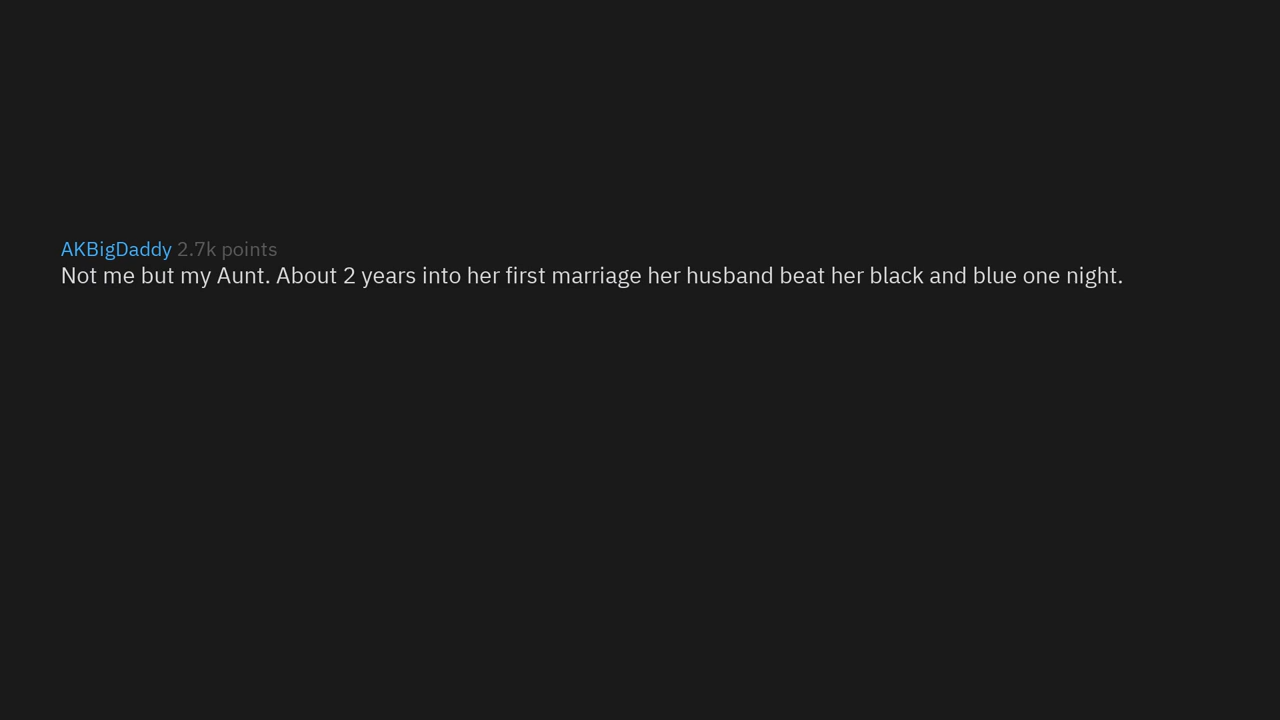 AKBigDaddy 2.7k points
Not me but my Aunt. About 2 years into her first marriage her husband beat her black and blue one night.